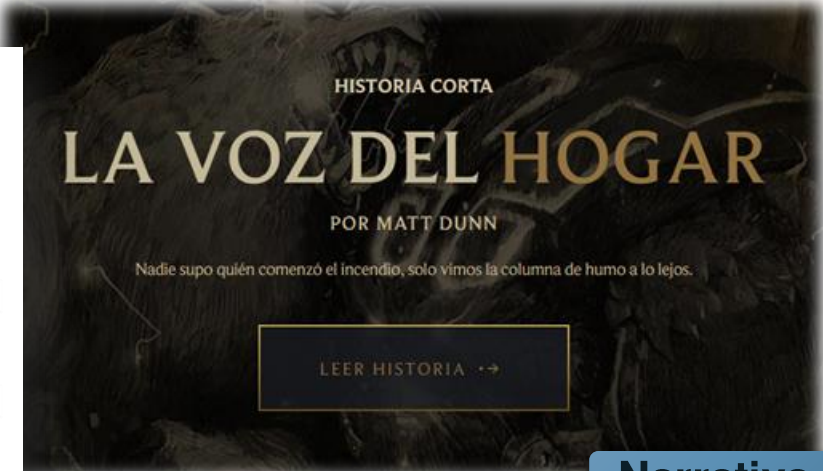 HISTORIA CORTA
LA VOZ DEL HOGAR
POR MATT DUNN
Nadie supo quién comenzó el incendio, solo vimos la columna de humo a lo lejos.
LEER HISTORIA